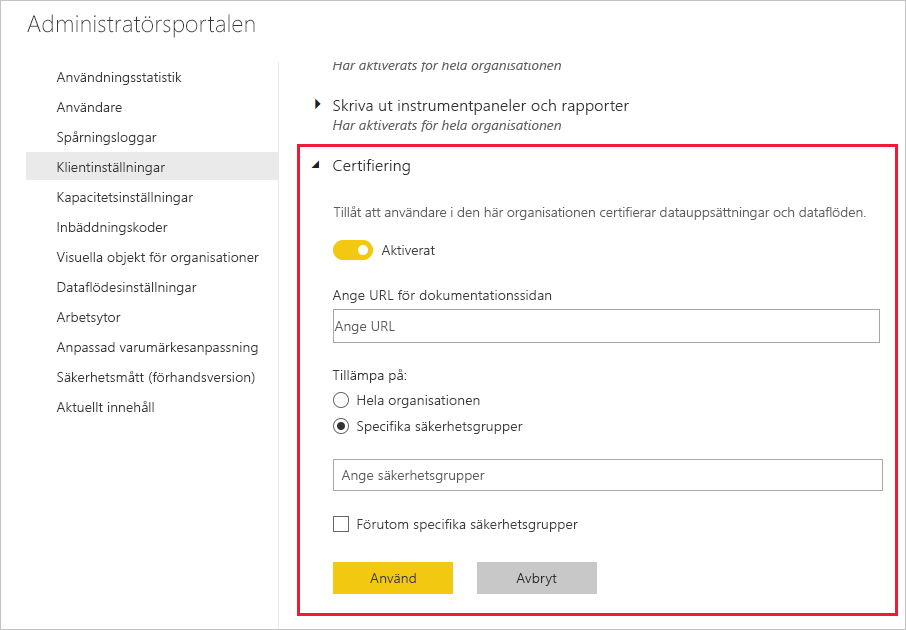 Administratörsportalen
Användningsstatistik
Användare
Spårningsloggar
Klientinställningar
Kapacitetsinställningar
Inbäddningskoder
Visuella objekt för organisationer
Dataflödesinställningar
Arbetsytor
Anpassad varumärkesanpassning
Säkerhetsmått (förhandsversion)
Aktuellt innehåll
Har aktiverats för hela organisationen
Skriva ut instrumentpaneler och rapporter
Har aktiverats för hela organisationen
Certifiering
Tillåt att användare i den här organisationen certifierar datauppsättningar och dataflöden.
Aktiverat
Ange URL för dokumentationssidan
Ange URL
Tillämpa på:
Hela organisationen
Specifika säkerhetsgrupper
Ange säkerhetsgrupper
Förutom specifika säkerhetsgrupper
Använd
Avbryt